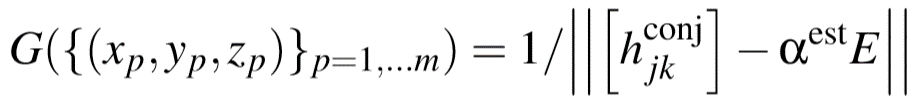 G({(x_p, y_p, z_p)}_{p=1,...m}) = 1/||[h_{jk}^{conj}] − α^{est}E||